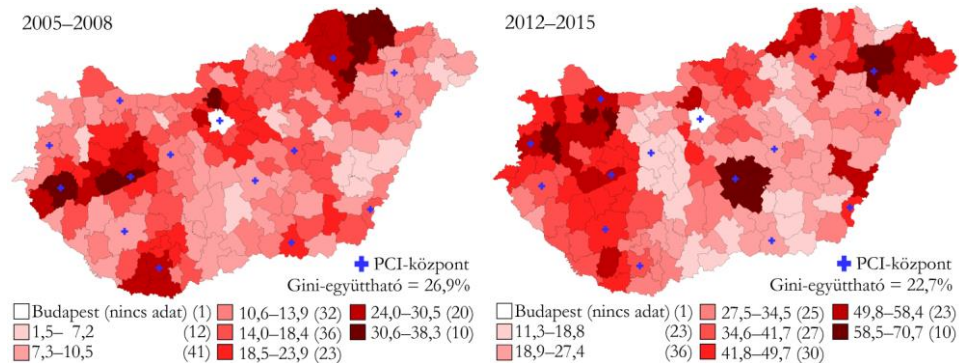 2005–2008
PCI-központ
Gini-együttható = 26,9%
Budapest (nincs adat) (1)
1,5– 7,2 (12)
7,3–10,5 (41)
10,6–13,9 (32)
14,0–18,4 (36)
18,5–23,9 (23)
24,0–30,5 (20)
30,6–38,3 (10)
2012–2015
PCI-központ
Gini-együttható = 22,7%
Budapest (nincs adat) (1)
11,3–18,8 (23)
18,9–27,4 (36)
27,5–34,5 (25)
34,6–41,7 (27)
41,8–49,7 (30)
49,8–58,4 (23)
58,5–70,7 (10)